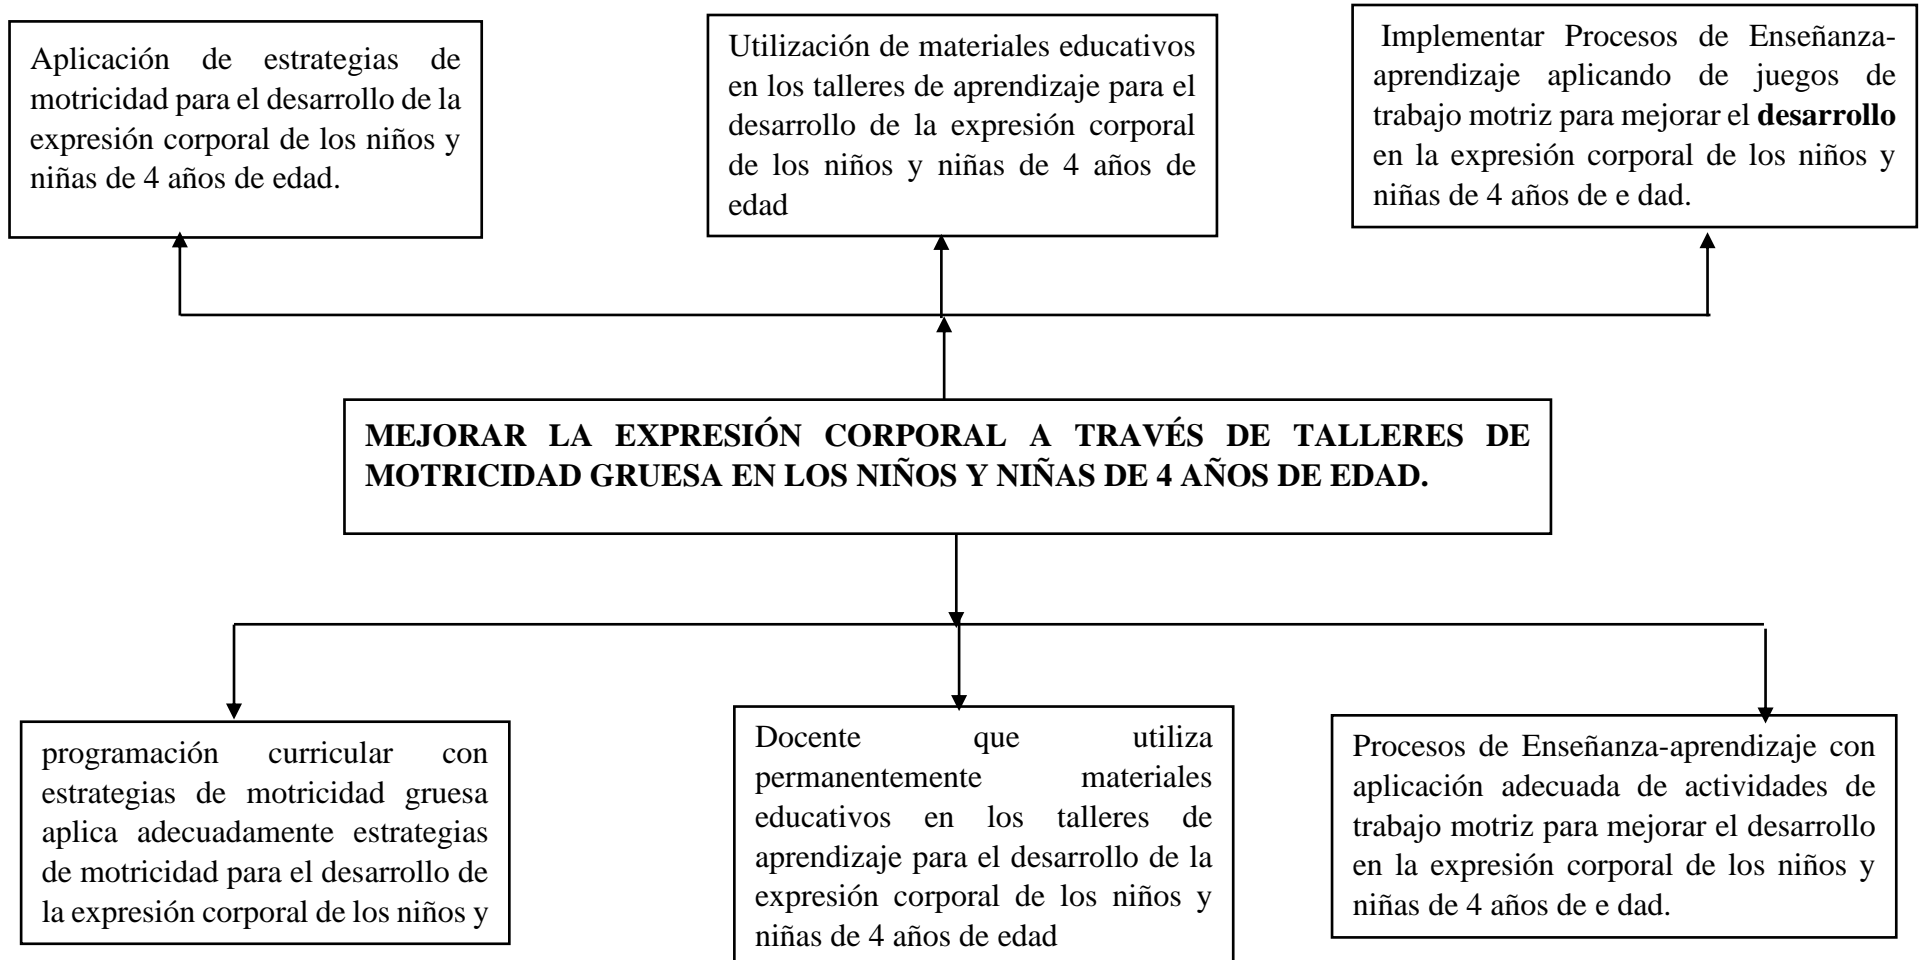 Aplicación de estrategias de
motricidad para el desarrollo de la
expresión corporal de los niños y
niñas de 4 años de edad.
Utilización de materiales educativos
en los talleres de aprendizaje para el
desarrollo de la expresión corporal
de los niños y niñas de 4 años de
edad
Implementar Procesos de Enseñanza-
aprendizaje aplicando de juegos de
trabajo motriz para mejorar el desarrollo
en la expresión corporal de los niños y
niñas de 4 años de e dad.
MEJORAR LA EXPRESIÓN CORPORAL A TRAVÉS DE TALLERES DE
MOTRICIDAD GRUESA EN LOS NIÑOS Y NIÑAS DE 4 AÑOS DE EDAD.
programación curricular con
estrategias de motricidad gruesa
aplica adecuadamente estrategias
de motricidad para el desarrollo de
la expresión corporal de los niños y
Docente que utiliza
permanentemente materiales
educativos en los talleres de
aprendizaje para el desarrollo de la
expresión corporal de los niños y
niñas de 4 años de edad
Procesos de Enseñanza-aprendizaje con
aplicación adecuada de actividades de
trabajo motriz para mejorar el desarrollo
en la expresión corporal de los niños y
niñas de 4 años de e dad.